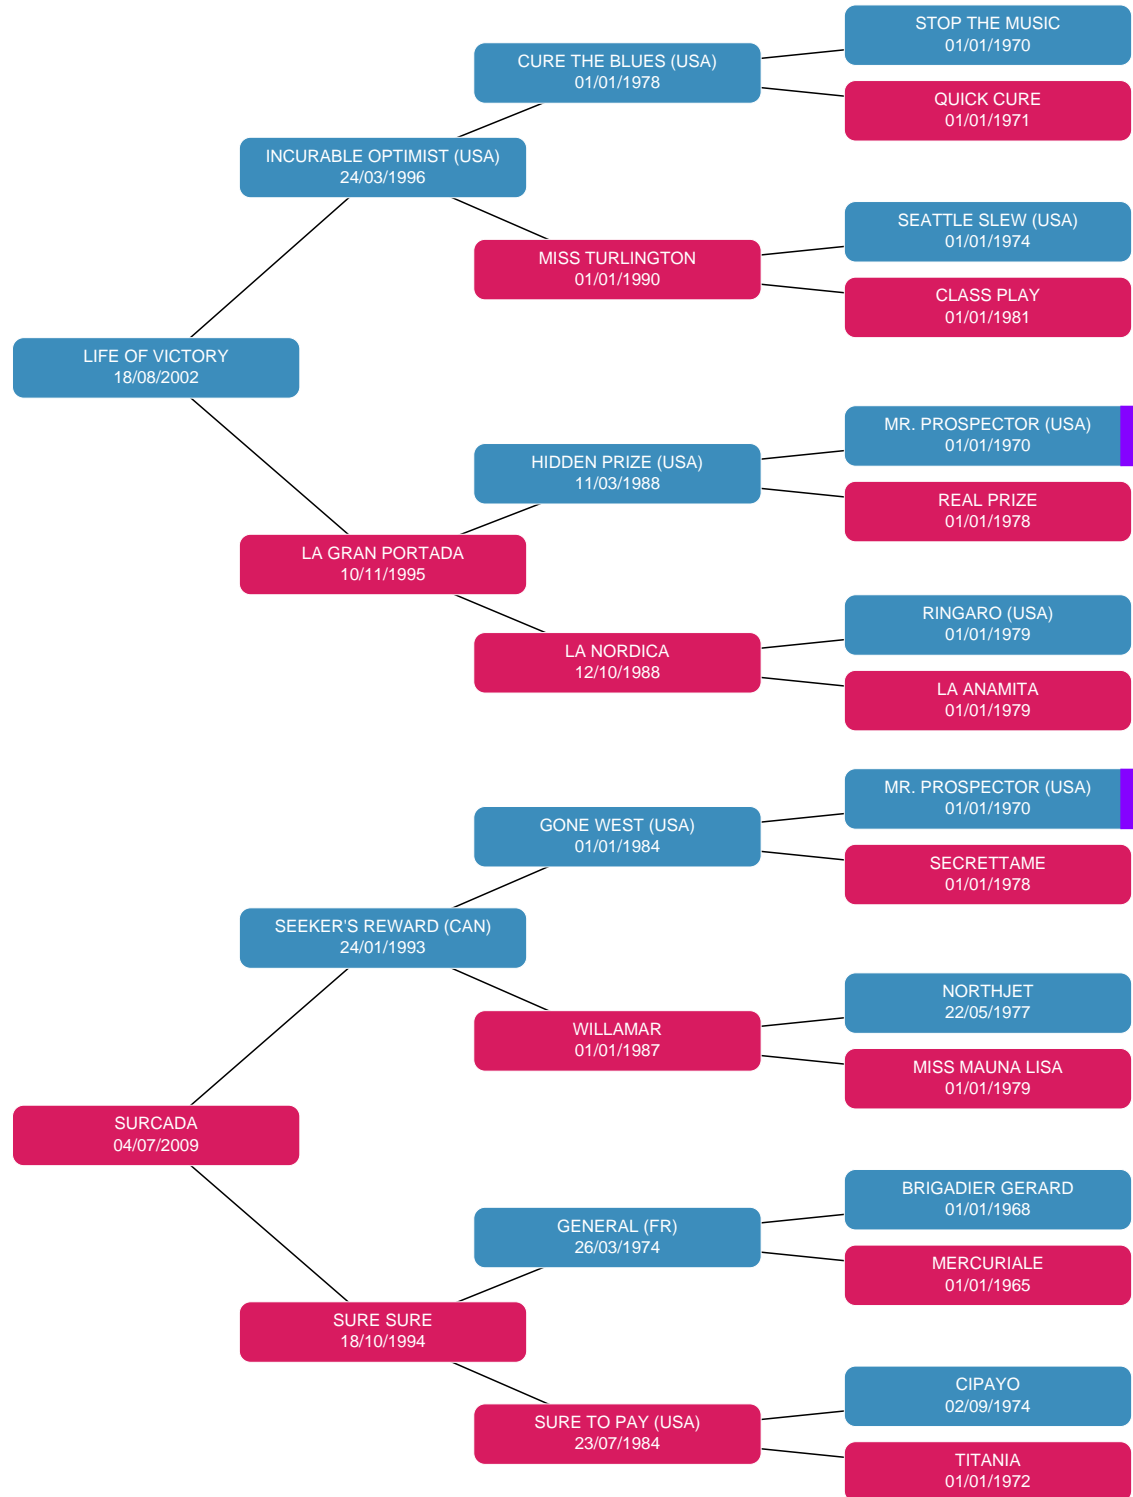 STOP THE MUSIC
01/01/1970
CURE THE BLUES (USA)
01/01/1978
QUICK CURE
01/01/1971
INCURABLE OPTIMIST (USA)
24/03/1996
SEATTLE SLEW (USA)
01/01/1974
MISS TURLINGTON
01/01/1990
CLASS PLAY
01/01/1981
LIFE OF VICTORY
18/08/2002
MR. PROSPECTOR (USA)
01/01/1970
HIDDEN PRIZE (USA)
11/03/1988
REAL PRIZE
01/01/1978
LA GRAN PORTADA
10/11/1995
RINGARO (USA)
01/01/1979
LA NORDICA
12/10/1988
LA ANAMITA
01/01/1979
MR. PROSPECTOR (USA)
01/01/1970
GONE WEST (USA)
01/01/1984
SECRETTAME
01/01/1978
SEEKER'S REWARD (CAN)
24/01/1993
NORTHJET
22/05/1977
WILLAMAR
01/01/1987
MISS MAUNA LISA
01/01/1979
SURCADA
04/07/2009
BRIGADIER GERARD
01/01/1968
GENERAL (FR)
26/03/1974
MERCURIALE
01/01/1965
SURE SURE
18/10/1994
CIPAYO
02/09/1974
SURE TO PAY (USA)
23/07/1984
TITANIA
01/01/1972